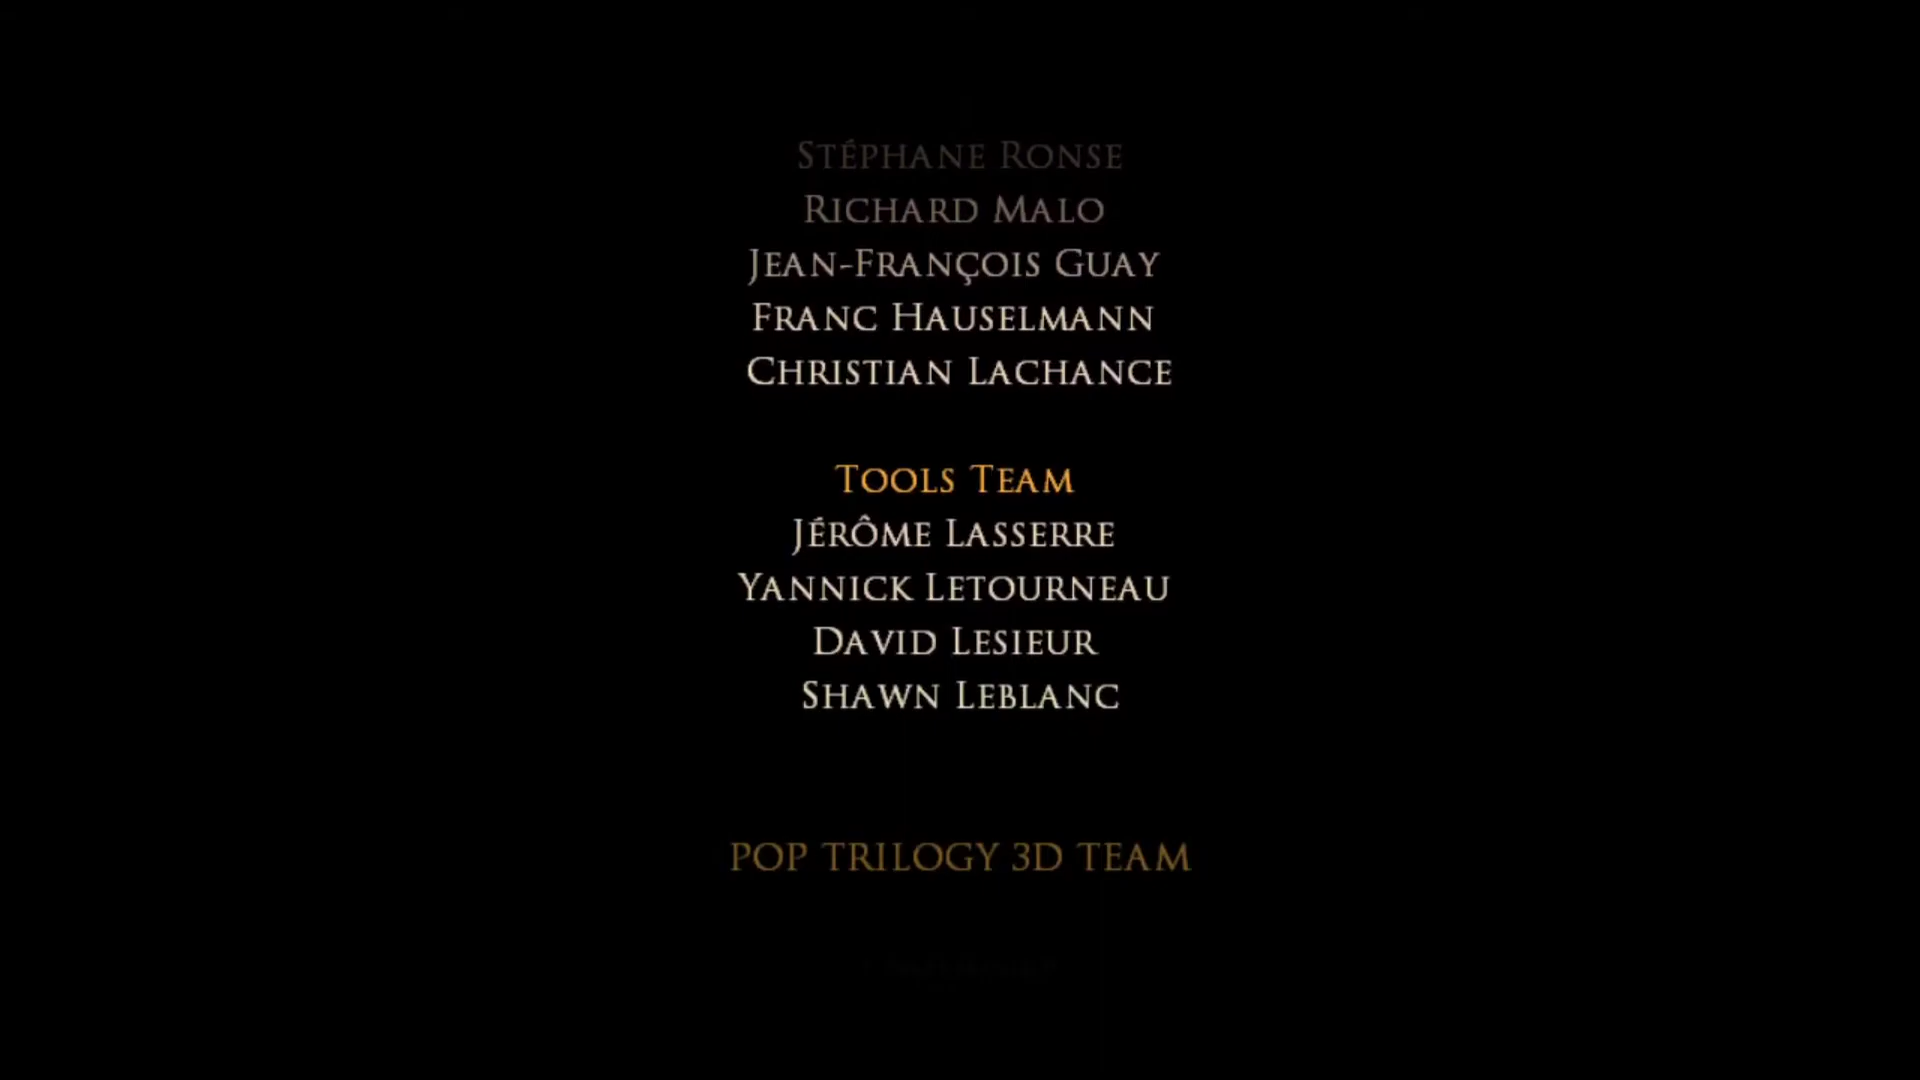 Stéphane Ronse
Richard Malo
Jean-François Guay
Franc Hauselmann
Christian Lachance
Tools Team
Jérôme Lasserre
Yannick Letourneau
David Lesieur
Shawn Leblanc
POP TRILOGY 3D TEAM